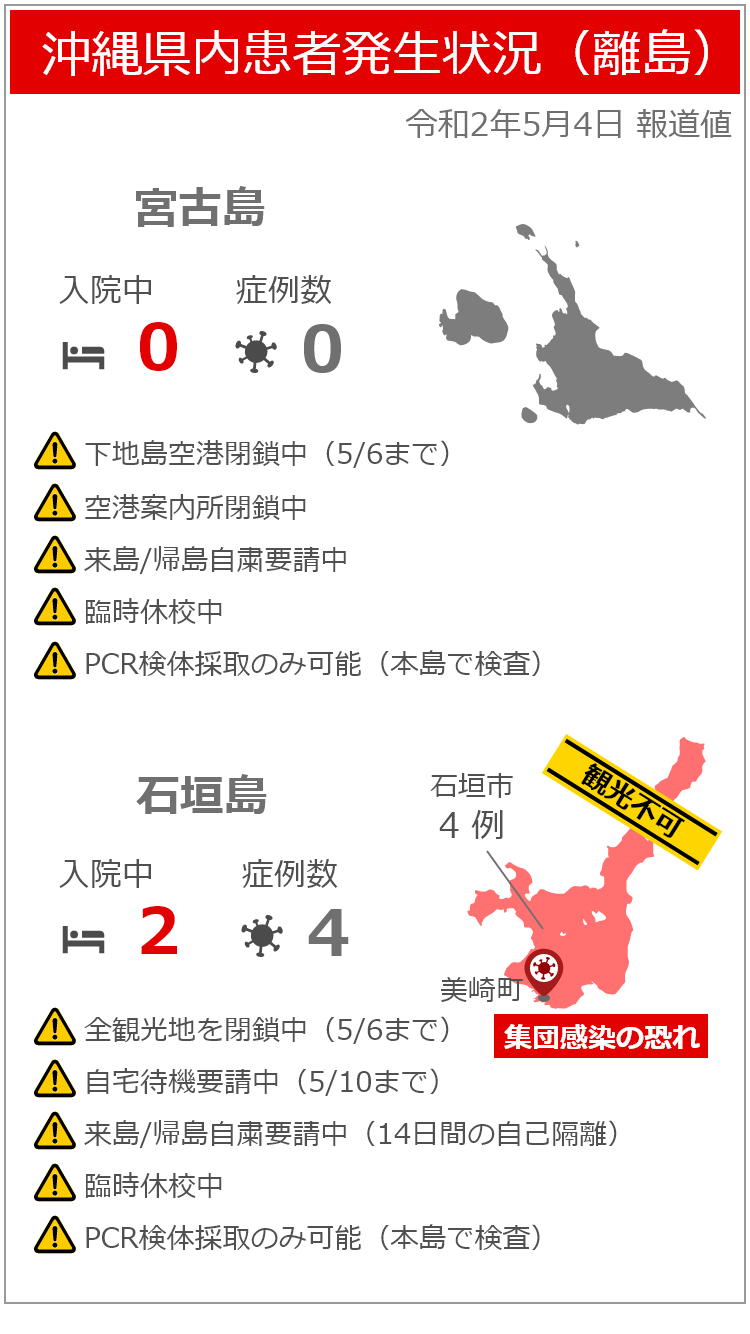 沖縄県内患者発生状況（離島）
令和2年5月4日 報道値
宮古島
入院中 症例数
0 0
下地島空港閉鎖中（5/6まで）
空港案内所閉鎖中
来島/帰島自粛要請中
臨時休校中
PCR検体採取のみ可能（本島で検査）
石垣島
石垣市
4 例
観光不可
入院中 症例数
2 4
美崎町
集団感染の恐れ
全観光地を閉鎖中（5/6まで）
自宅待機要請中（5/10まで）
来島/帰島自粛要請中（14日間の自己隔離）
臨時休校中
PCR検体採取のみ可能（本島で検査）